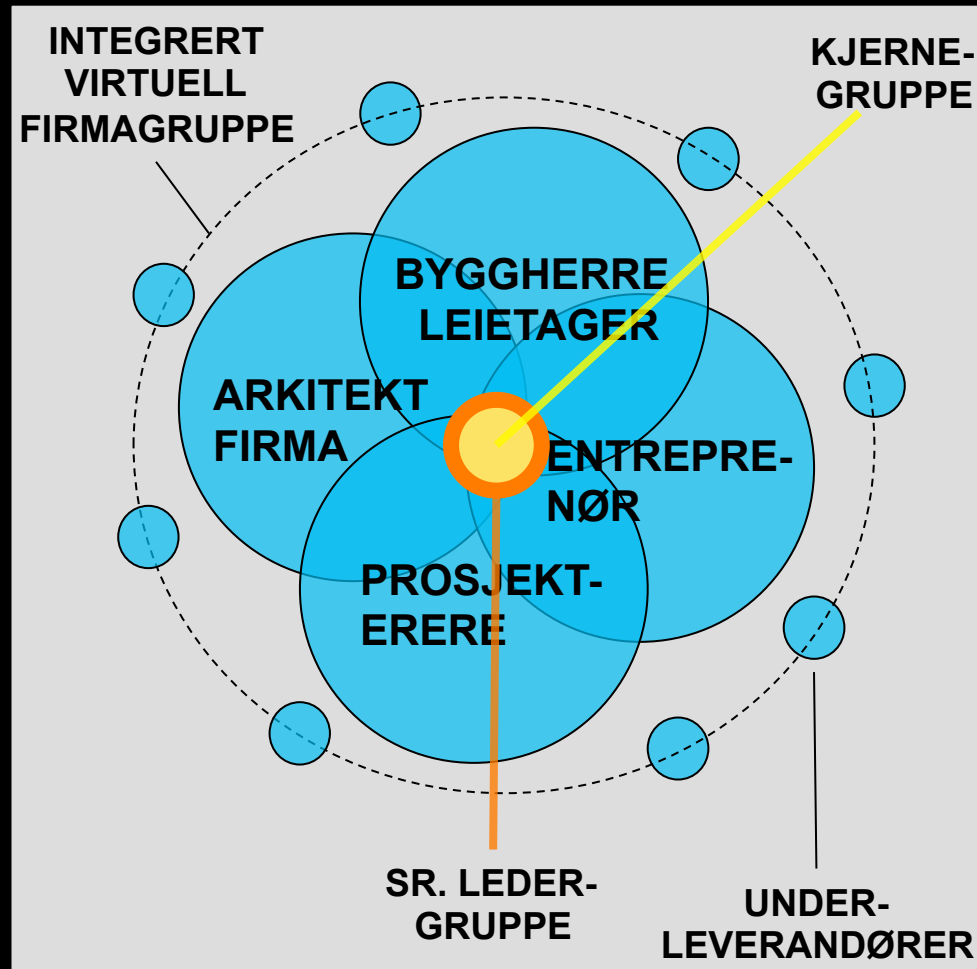 INTEGRERT
VIRTUELL
FIRMAGRUPPE
KJERNE-
GRUPPE
BYGGHERRE
LEIETAGER
ARKITEKT
FIRMA
ENTREPRE-
NØR
PROSJEKT-
ERERE
SR. LEDER-
GRUPPE
UNDER-
LEVERANDØRER